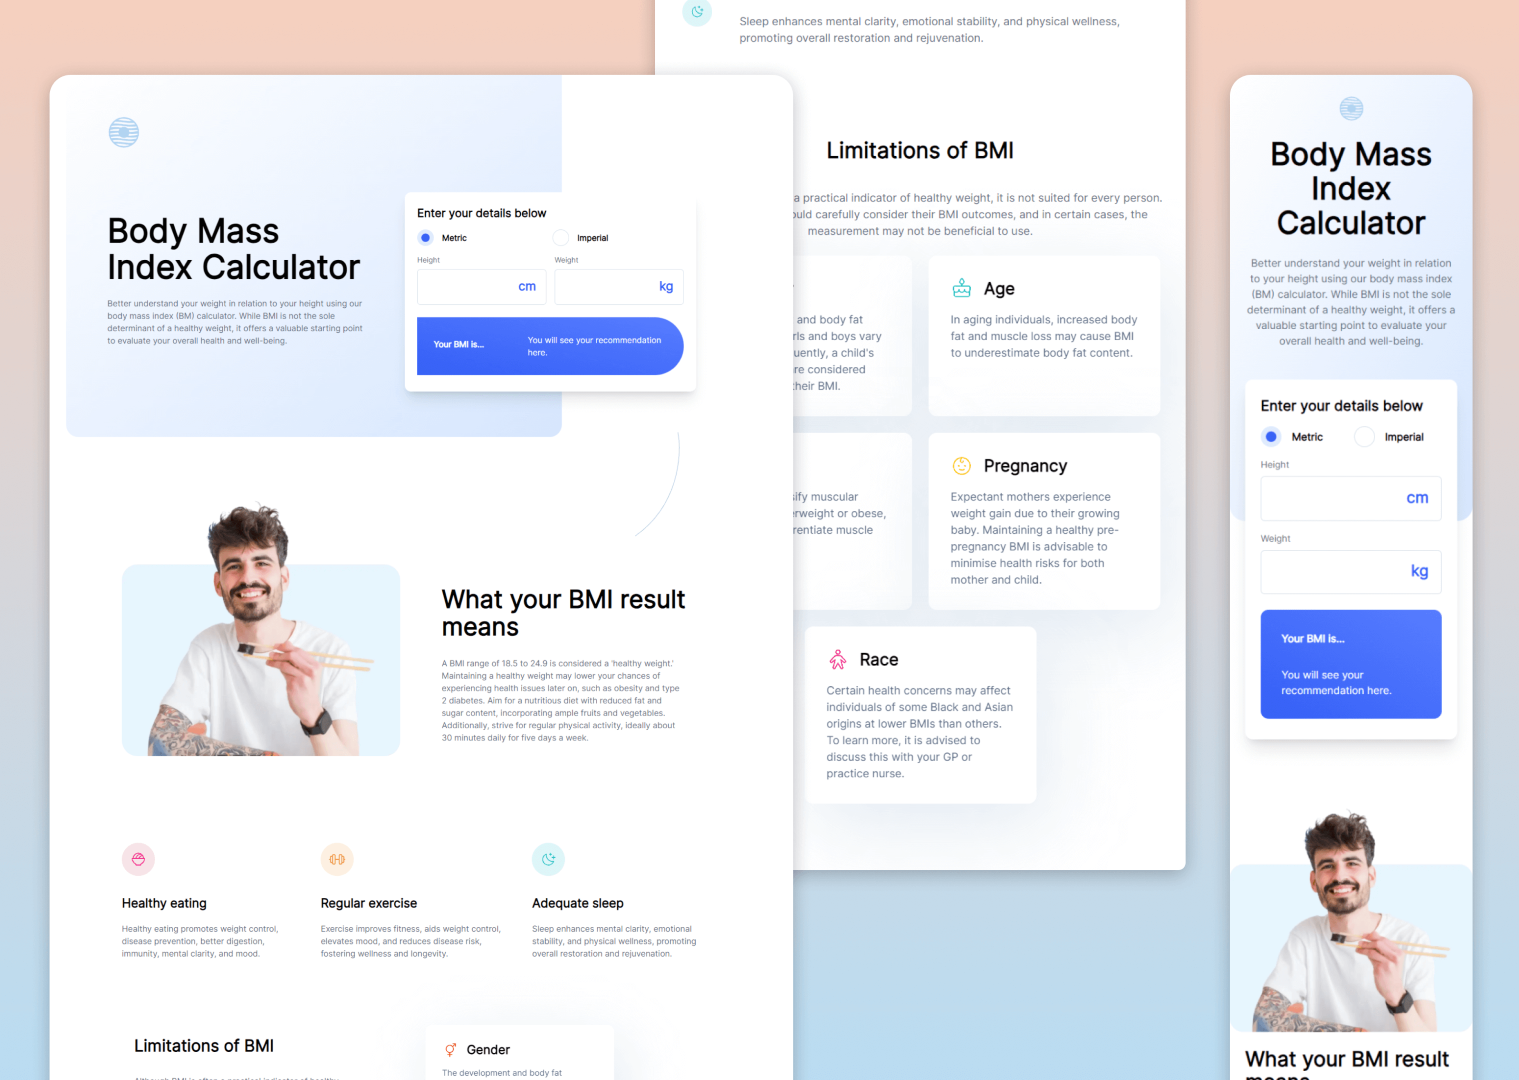 Body Mass
Index Calculator
Better understand your weight in relation to your height using our
body mass index (BM) calculator. While BMI is not the sole
determinant of a healthy weight, it offers a valuable starting point
to evaluate your overall health and well-being.
Enter your details below
Metric
Imperial
Height
Weight
cm
kg
Your BMI is...
You will see your recommendation
here.
What your BMI result
means
A BMI range of 18.5 to 24.9 is considered a 'healthy weight.'
Maintaining a healthy weight may lower your chances of
experiencing health issues later on, such as obesity and type
2 diabetes. Aim for a nutritious diet with reduced fat and
sugar content, incorporating ample fruits and vegetables.
Additionally, strive for regular physical activity, ideally about
30 minutes daily for five days a week.
Healthy eating
Healthy eating promotes weight control,
disease prevention, better digestion,
immunity, mental clarity, and mood.
Regular exercise
Exercise improves fitness, aids weight control,
elevates mood, and reduces disease risk,
fostering wellness and longevity.
Adequate sleep
Sleep enhances mental clarity, emotional
stability, and physical wellness, promoting
overall restoration and rejuvenation.
Limitations of BMI
Although BMI is often a practical indicator of healthy
Gender
The development and body fat
Sleep enhances mental clarity, emotional stability, and physical wellness,
promoting overall restoration and rejuvenation.
Limitations of BMI
a practical indicator of healthy weight, it is not suited for every person.
uld carefully consider their BMI outcomes, and in certain cases, the
measurement may not be beneficial to use.
and body fat
rls and boys vary
uently, a child's
re considered
heir BMI.
Age
In aging individuals, increased body
fat and muscle loss may cause BMI
to underestimate body fat content.
sify muscular
rweight or obese,
rentiate muscle
Pregnancy
Expectant mothers experience
weight gain due to their growing
baby. Maintaining a healthy pre-
pregnancy BMI is advisable to
minimise health risks for both
mother and child.
Race
Certain health concerns may affect
individuals of some Black and Asian
origins at lower BMIs than others.
To learn more, it is advised to
discuss this with your GP or
practice nurse.
Body Mass
Index
Calculator
Better understand your weight in relation
to your height using our body mass index
(BM) calculator. While BMI is not the sole
determinant of a healthy weight, it offers a
valuable starting point to evaluate your
overall health and well-being.
Enter your details below
Metric
Imperial
Height
cm
Weight
kg
Your BMI is...
You will see your
recommendation here.
What your BMI result
means